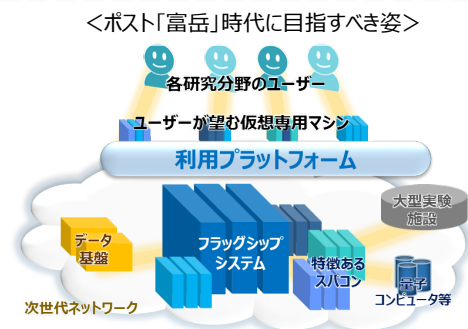 ＜ポスト「富岳」時代に目指すべき姿＞
各研究分野のユーザー
ユーザーが望む仮想専用マシン
利用プラットフォーム
大型実験
施設
データ
基盤
フラッグシップ
システム
特徴ある
スパコン
量子
コンピュータ等
次世代ネットワーク